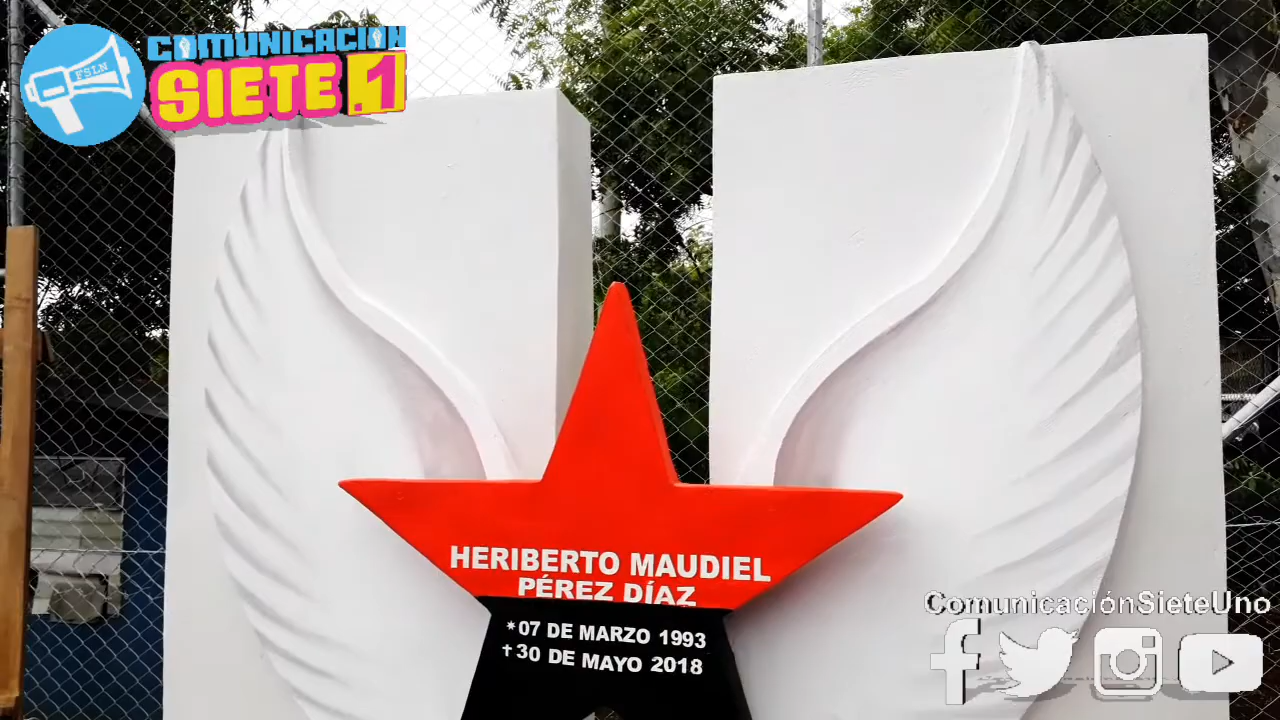 FSLN
COMUNICACIÓN
SIETE.1
HERIBERTO MAUDIEL
PÉREZ DÍAZ
*07 DE MARZO 1993
†30 DE MAYO 2018
ComunicaciónSieteUno